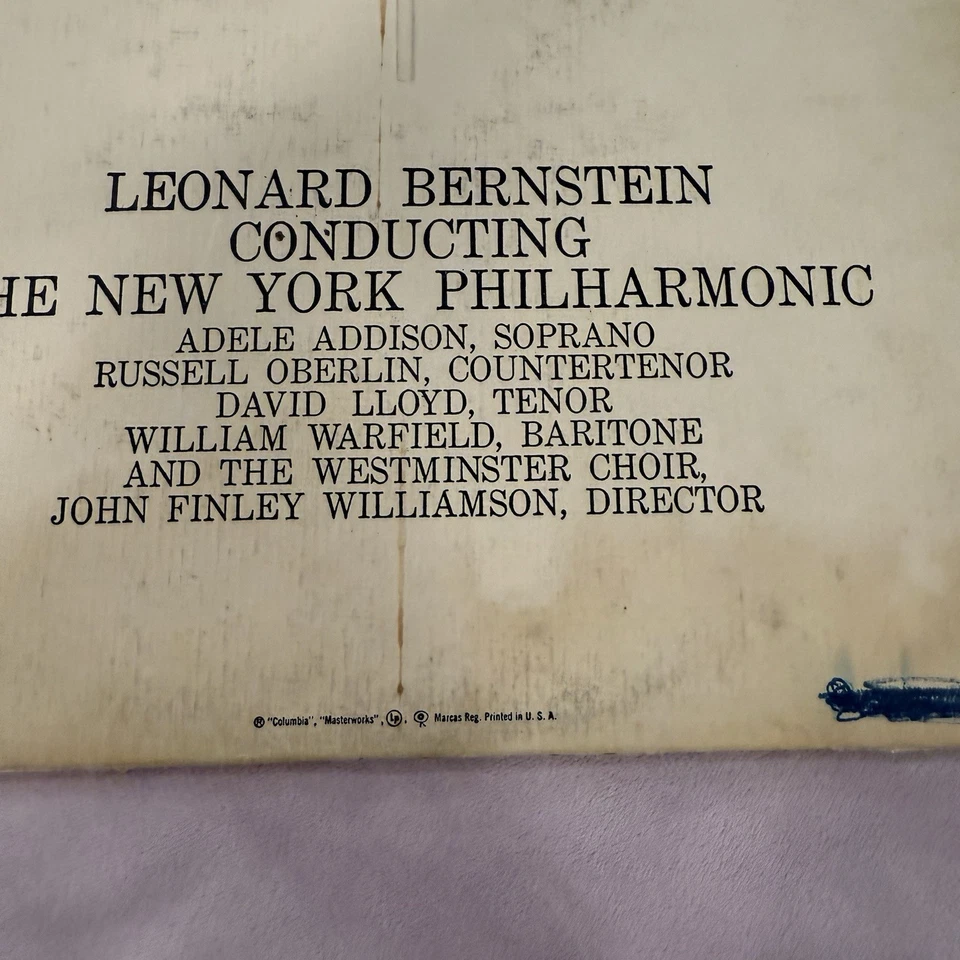 LEONARD BERNSTEIN
CONDUCTING
HE NEW YORK PHILHARMONIC
ADELE ADDISON, SOPRANO
RUSSELL OBERLIN, COUNTERTENOR
DAVID LLOYD, TENOR
WILLIAM WARFIELD, BARITONE
AND THE WESTMINSTER CHOIR,
JOHN FINLEY WILLIAMSON, DIRECTOR
® "Columbia", "Masterworks", LP, Marcas Reg. Printed in U. S. A.